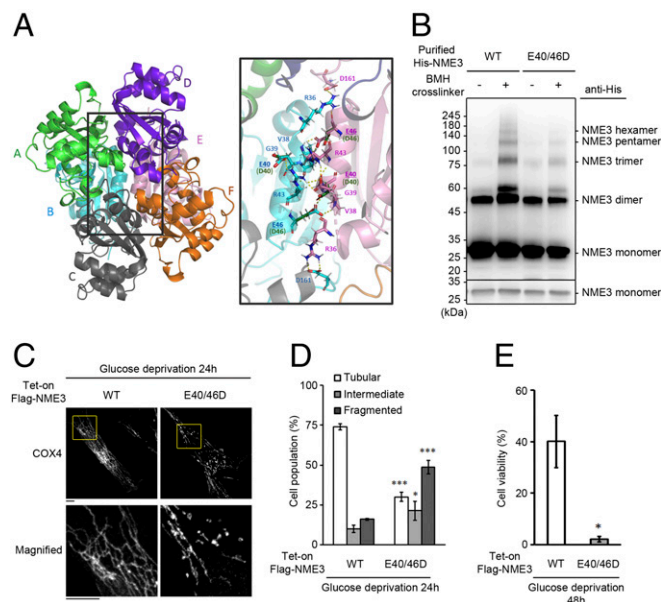 A
D
A
E
B
F
C
D161
R36
V38
E46
(D46)
G39
R43
E40
(D40)
E40
(D40)
R43
G39
E46
(D46)
V38
R36
D161
B
Purified
His-NME3
WT
E40/46D
BMH
crosslinker
-
+
-
+
anti-His
245
180
140
100
75
60
45
35
25
20
35
25
(kDa)
NME3 hexamer
NME3 pentamer
NME3 trimer
NME3 dimer
NME3 monomer
NME3 monomer
C
Glucose deprivation 24h
Tet-on
Flag-NME3
WT
E40/46D
COX4
Magnified
D
Tubular
Intermediate
Fragmented
Cell population (%)
100
75
50
25
0
***
*
***
Tet-on
Flag-NME3
WT
E40/46D
Glucose deprivation 24h
E
Cell viability (%)
60
40
20
0
*
Tet-on
Flag-NME3
WT
E40/46D
Glucose deprivation
48h